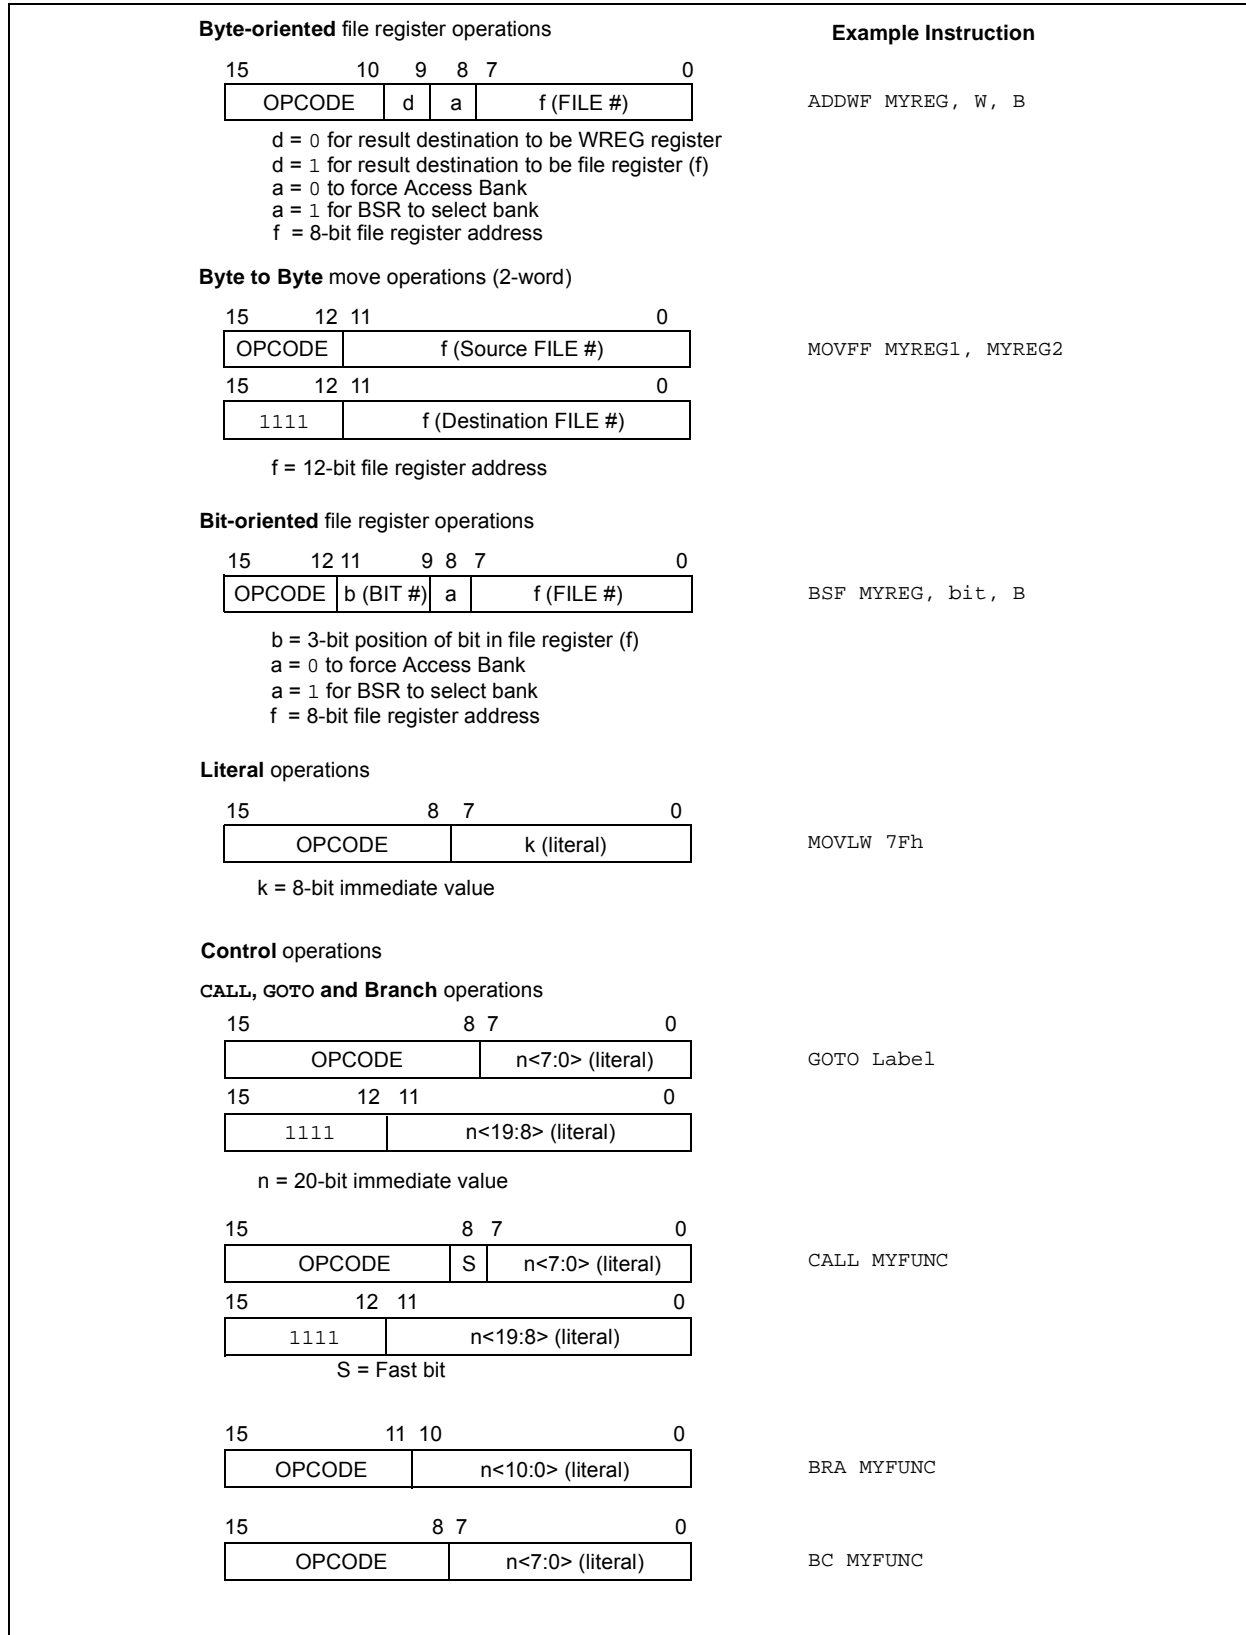 Byte-oriented file register operations Example Instruction
15 10 9 8 7 0
OPCODE d a f (FILE #) ADDWF MYREG, W, B
d = 0 for result destination to be WREG register
d = 1 for result destination to be file register (f)
a = 0 to force Access Bank
a = 1 for BSR to select bank
f = 8-bit file register address
Byte to Byte move operations (2-word)
15 12 11 0
OPCODE f (Source FILE #) MOVFF MYREG1, MYREG2
15 12 11 0
1111 f (Destination FILE #)
f = 12-bit file register address
Bit-oriented file register operations
15 12 11 9 8 7 0
OPCODE b (BIT #) a f (FILE #) BSF MYREG, bit, B
b = 3-bit position of bit in file register (f)
a = 0 to force Access Bank
a = 1 for BSR to select bank
f = 8-bit file register address
Literal operations
15 8 7 0
OPCODE k (literal) MOVLW 7Fh
k = 8-bit immediate value
Control operations
CALL, GOTO and Branch operations
15 8 7 0
OPCODE n<7:0> (literal) GOTO Label
15 12 11 0
1111 n<19:8> (literal)
n = 20-bit immediate value
15 8 7 0
OPCODE S n<7:0> (literal) CALL MYFUNC
15 12 11 0
1111 n<19:8> (literal)
S = Fast bit
15 11 10 0
OPCODE n<10:0> (literal) BRA MYFUNC
15 8 7 0
OPCODE n<7:0> (literal) BC MYFUNC